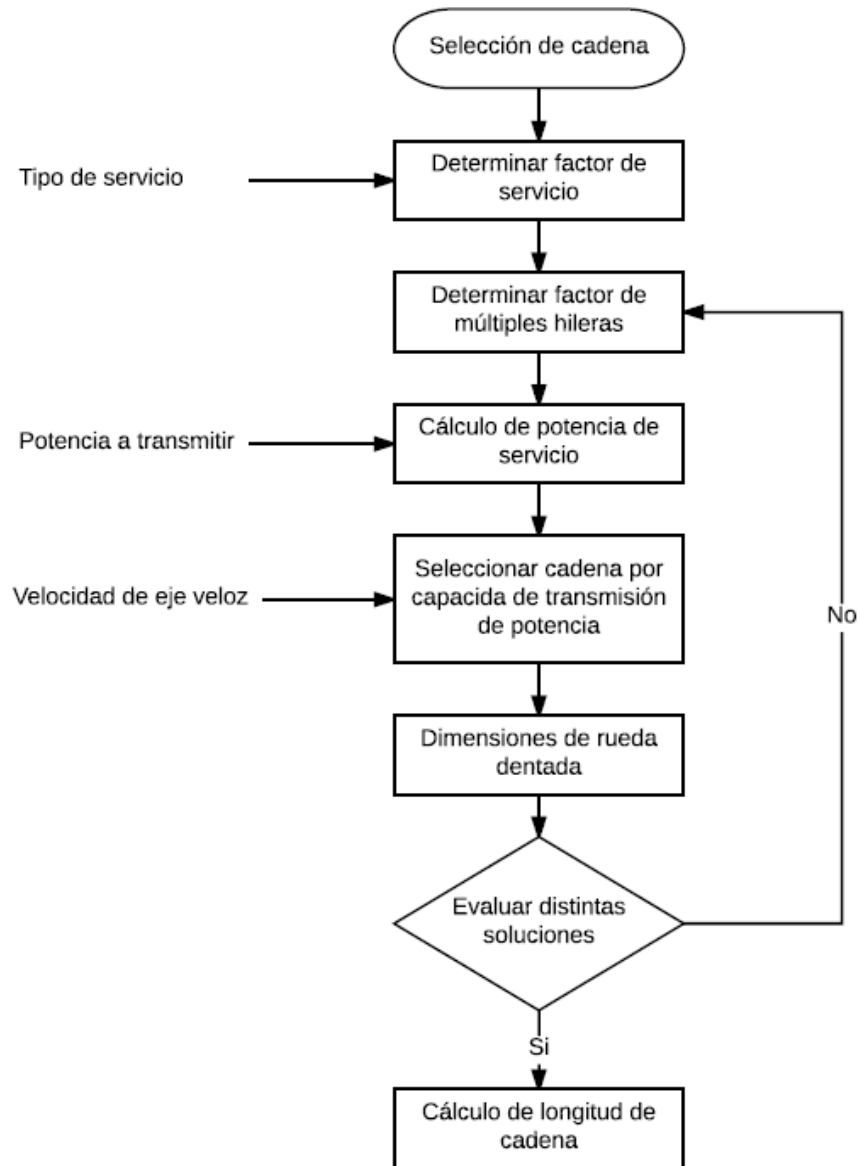 Selección de cadena
Tipo de servicio
Determinar factor de
servicio
Determinar factor de
múltiples hileras
Potencia a transmitir
Cálculo de potencia de
servicio
Velocidad de eje veloz
Seleccionar cadena por
capacida de transmisión
de potencia
No
Dimensiones de rueda
dentada
Evaluar distintas
soluciones
Si
Cálculo de longitud de
cadena